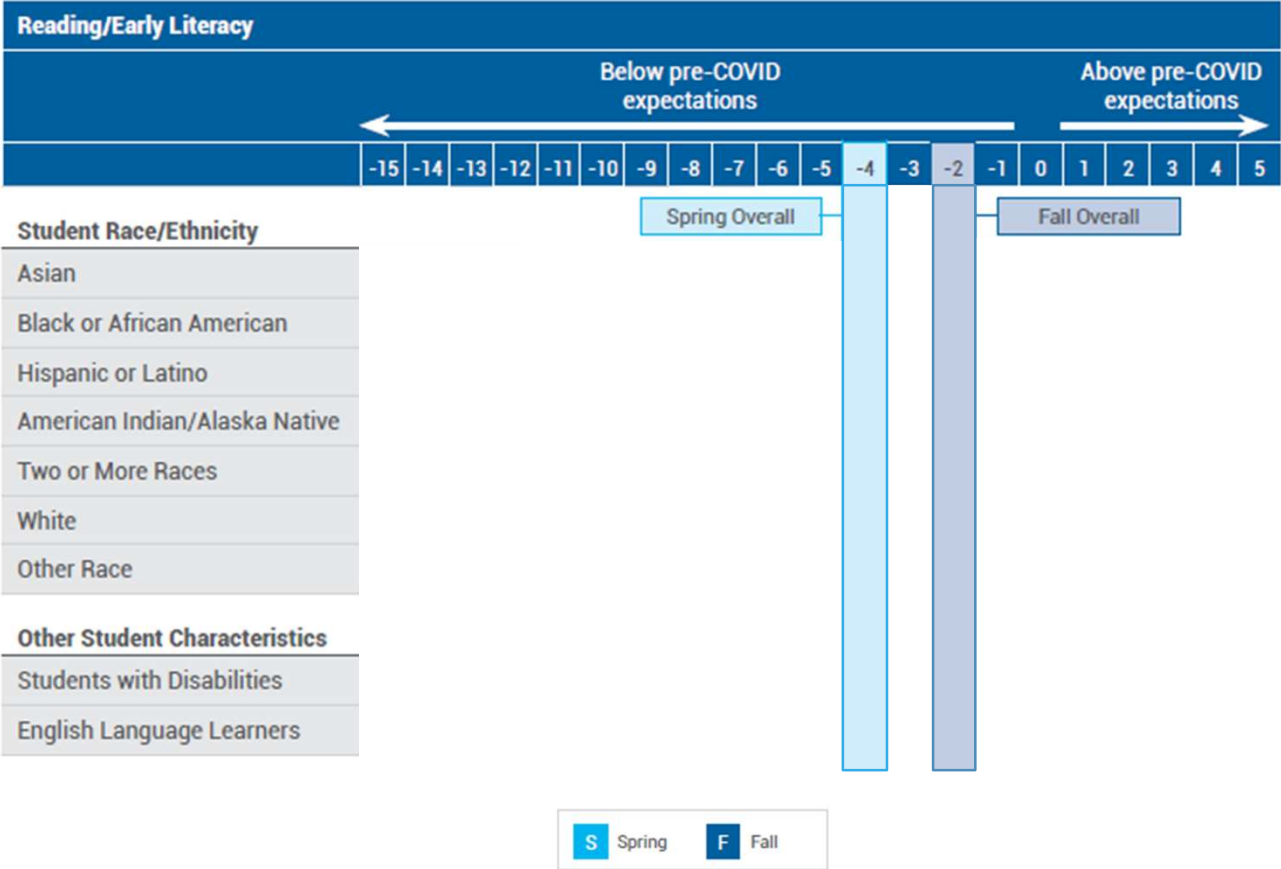 Reading/Early Literacy
Below pre-COVID
expectations
Above pre-COVID
expectations
-15 -14 -13 -12 -11 -10 -9 -8 -7 -6 -5 -4 -3 -2 -1 0 1 2 3 4 5
Spring Overall
Fall Overall
Student Race/Ethnicity
Asian
Black or African American
Hispanic or Latino
American Indian/Alaska Native
Two or More Races
White
Other Race
Other Student Characteristics
Students with Disabilities
English Language Learners
S Spring F Fall